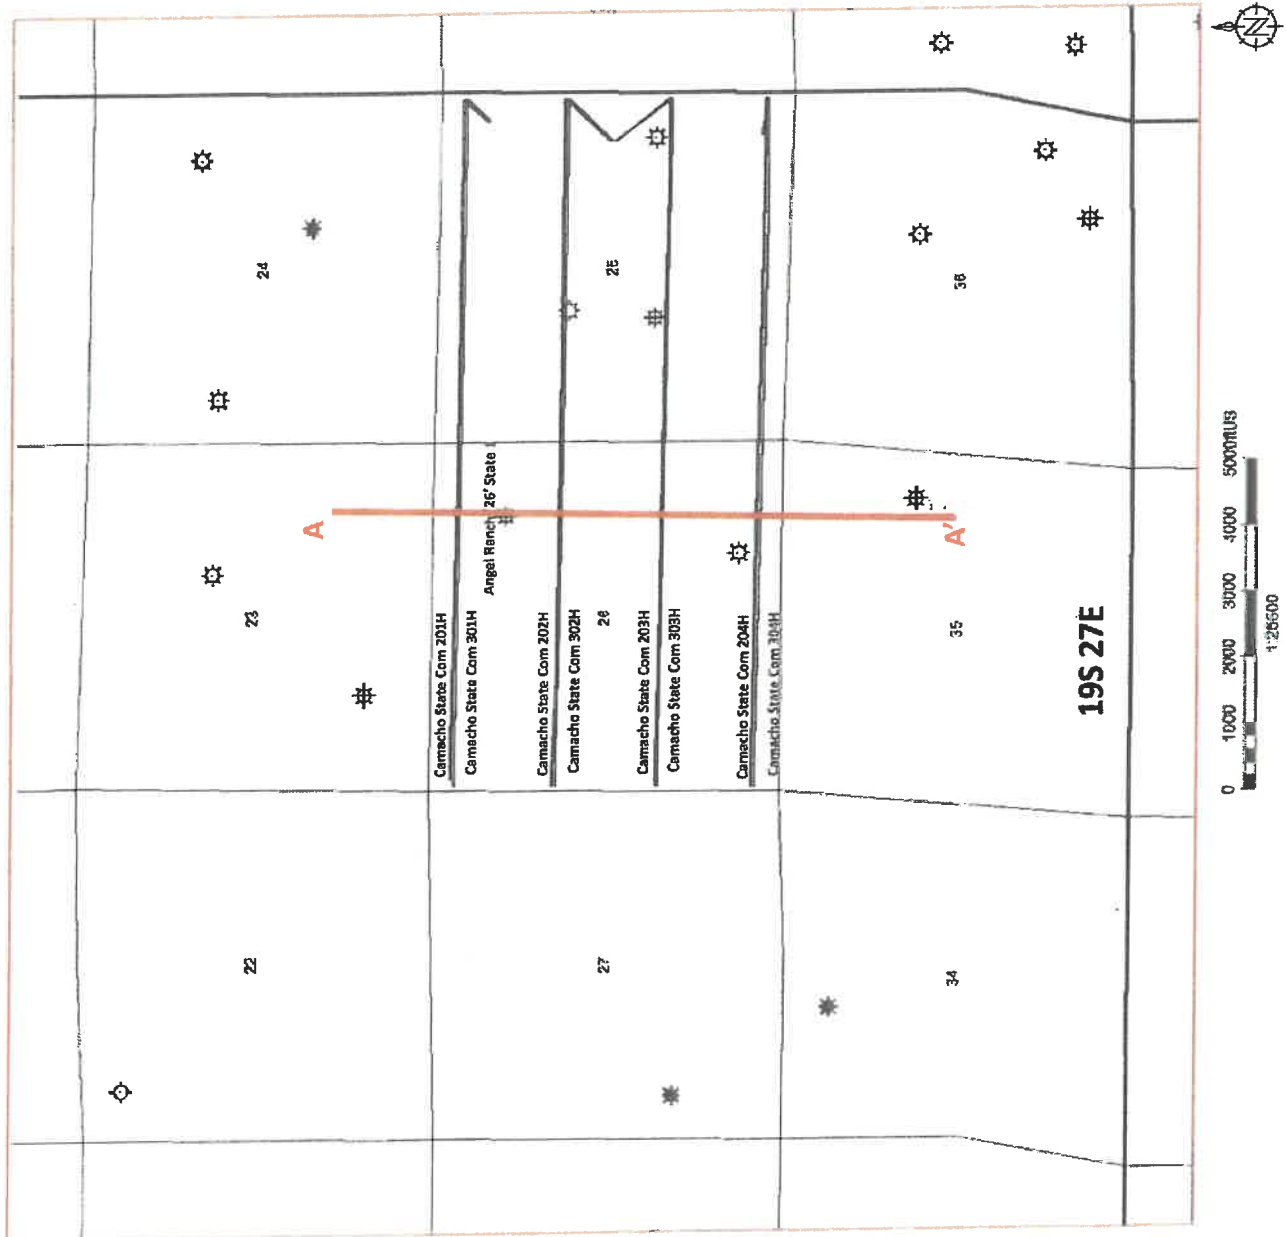 24
25
36
A
Angel Ranch '26' State 1
23
26
35
Camacho State Com 201H
Camacho State Com 301H
Camacho State Com 202H
Camacho State Com 302H
Camacho State Com 203H
Camacho State Com 303H
Camacho State Com 204H
Camacho State Com 304H
A'
19S 27E
22
27
34
0 1000 2000 3000 4000 5000ftUS
N